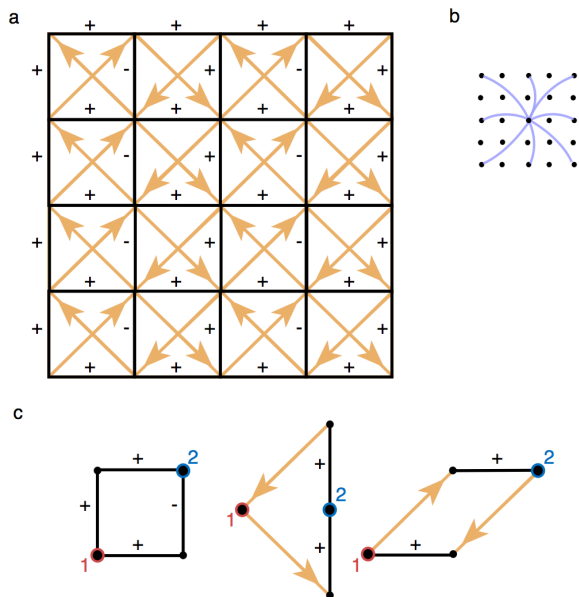 a
+ + + +
+ - + - +
+ + + +
+ - + - +
+ + + +
+ - + - +
+ + + +
+ - + - +
+ + + +
b
c
+ 2
+ -
+
1
+
2
1
+
+ 2
+
1